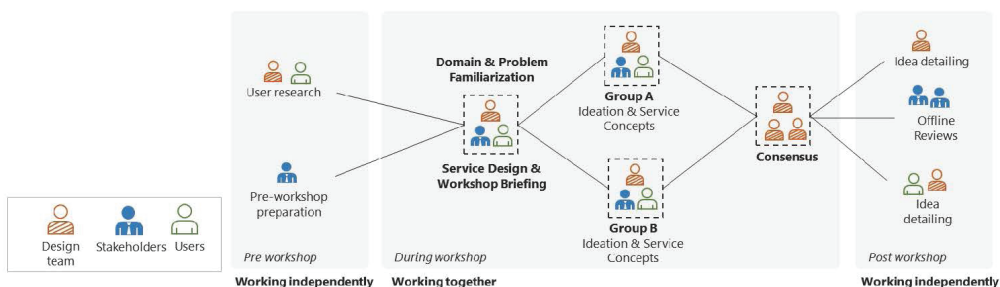 User research
Pre-workshop
preparation
Pre workshop
Working independently
Domain & Problem
Familiarization
Service Design &
Workshop Briefing
Group A
Ideation & Service
Concepts
Group B
Ideation & Service
Concepts
Consensus
During workshop
Working together
Idea detailing
Offline
Reviews
Idea
detailing
Post workshop
Working independently
Design
team
Stakeholders
Users